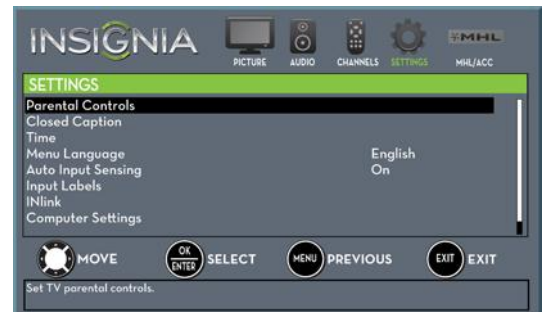 INSIGNIA
PICTURE AUDIO CHANNELS SETTINGS MHL MHL/ACC
SETTINGS
Parental Controls
Closed Caption
Time
Menu Language English
Auto Input Sensing On
Input Labels
INlink
Computer Settings
MOVE OK ENTER SELECT MENU PREVIOUS EXIT EXIT
Set TV parental controls.